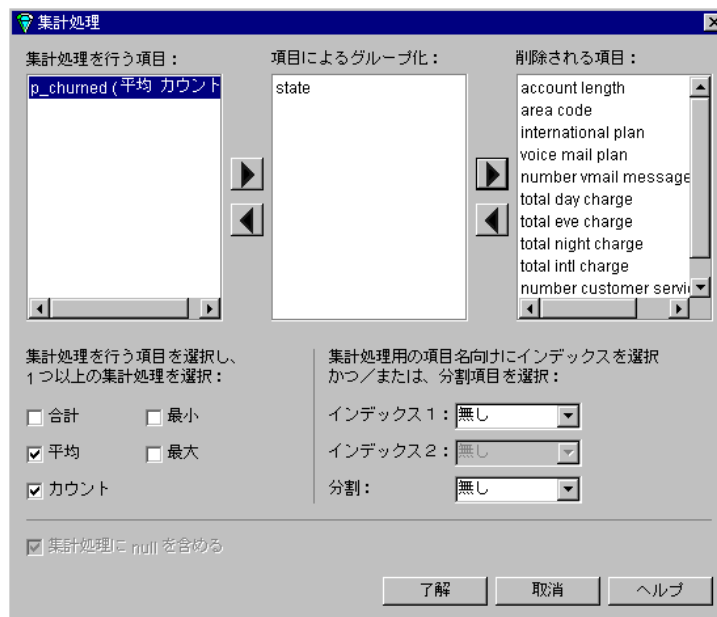 集計処理
集計処理を行う項目：
p_churned (平均 カウント
項目によるグループ化：
state
削除される項目：
account length
area code
international plan
voice mail plan
number vmail message
total day charge
total eve charge
total night charge
total intl charge
number customer servi
集計処理を行う項目を選択し、
1つ以上の集計処理を選択：
合計
最小
平均
最大
カウント
集計処理用の項目名向けにインデックスを選択
かつ／または、分割項目を選択：
インデックス1：無し
インデックス2：無し
分割：無し
集計処理に null を含める
了解
取消
ヘルプ